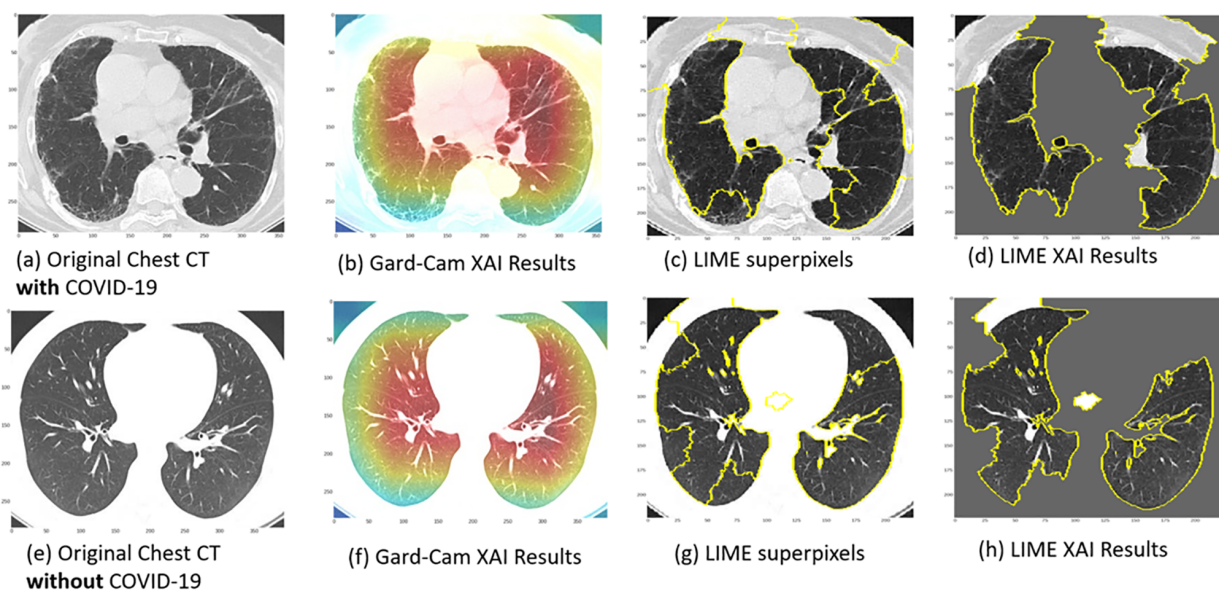 (a) Original Chest CT
with COVID-19
(b) Gard-Cam XAI Results
(c) LIME superpixels
(d) LIME XAI Results
(e) Original Chest CT
without COVID-19
(f) Gard-Cam XAI Results
(g) LIME superpixels
(h) LIME XAI Results